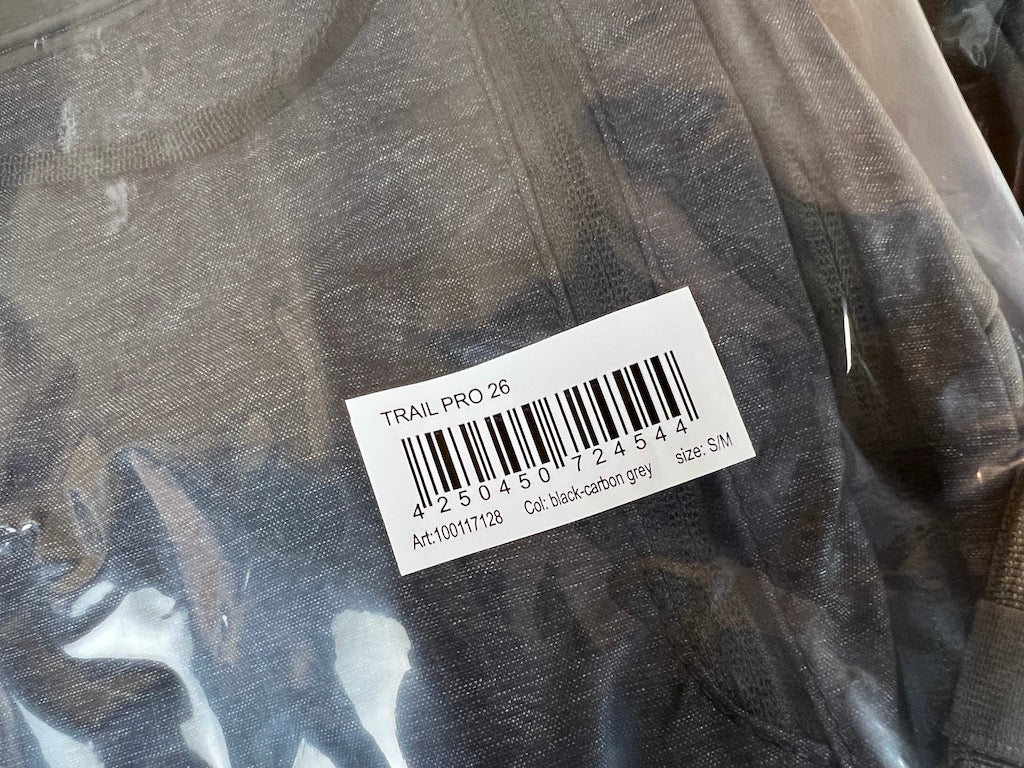 TRAIL PRO 26
4 250450 724544
Art:100117128 Col: black-carbon grey size: S/M